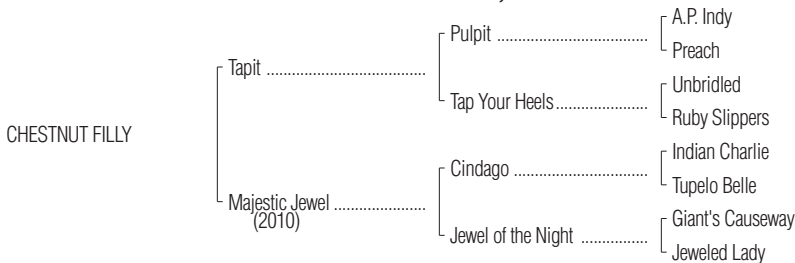 A.P. Indy
Pulpit ..........................................
Preach
Tapit ............................................
Unbridled
Tap Your Heels.........................
Ruby Slippers
CHESTNUT FILLY
Indian Charlie
Cindago .....................................
Tupelo Belle
Majestic Jewel .........................
(2010)
Giant's Causeway
Jewel of the Night ..................
Jeweled Lady